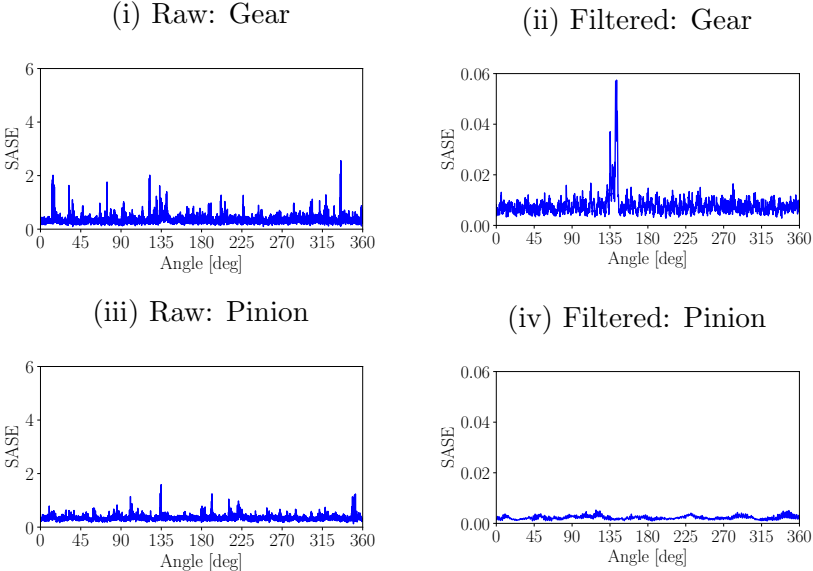 (i) Raw: Gear
(ii) Filtered: Gear
6
4
2
0
SASE
0 45 90 135 180 225 270 315 360
Angle [deg]
0.06
0.04
0.02
0.00
SASE
0 45 90 135 180 225 270 315 360
Angle [deg]
(iii) Raw: Pinion
(iv) Filtered: Pinion
6
4
2
0
SASE
0 45 90 135 180 225 270 315 360
Angle [deg]
0.06
0.04
0.02
0.00
SASE
0 45 90 135 180 225 270 315 360
Angle [deg]